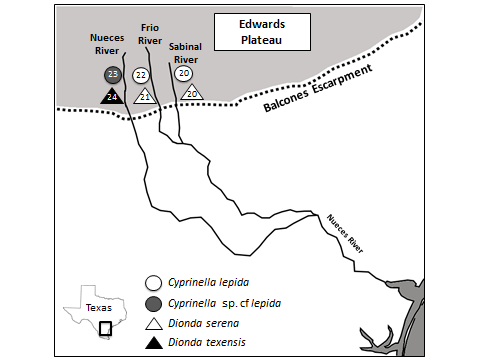 Edwards
Plateau
Nueces
River
Frio
River
Sabinal
River
23
22
20
24
21
20
Balcones Escarpment
Nueces River
Cyprinella lepida
Cyprinella sp. cf lepida
Dionda serena
Dionda texensis
Texas